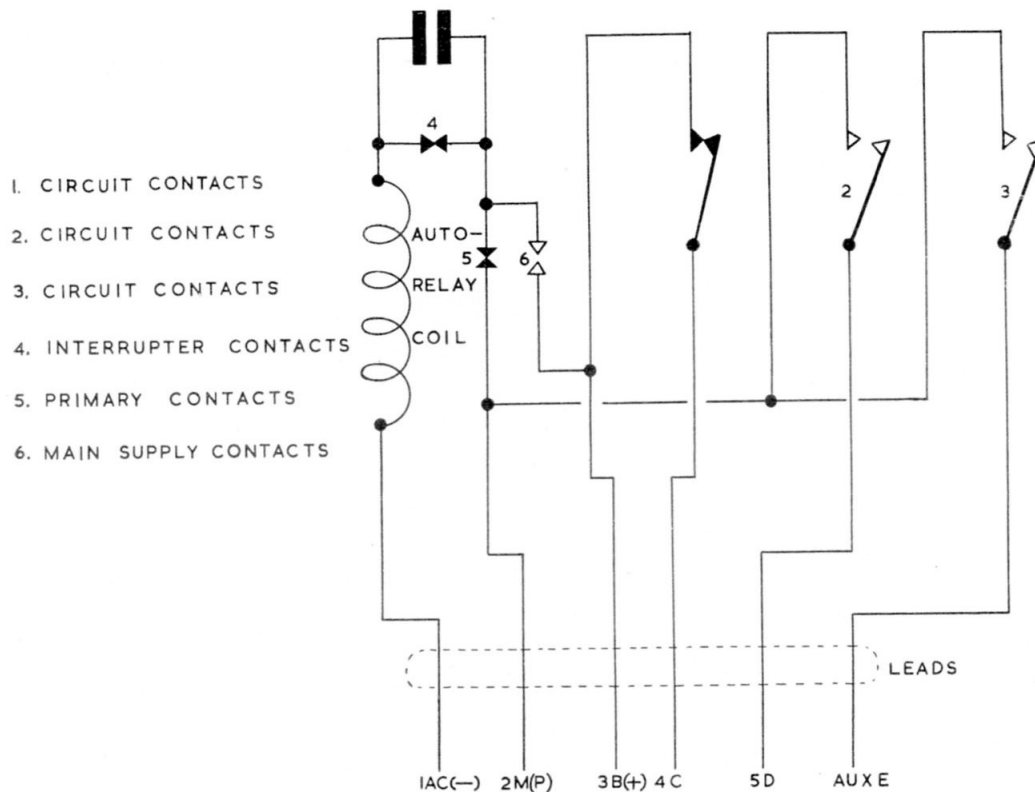 1. CIRCUIT CONTACTS
2. CIRCUIT CONTACTS
3. CIRCUIT CONTACTS
4. INTERRUPTER CONTACTS
5. PRIMARY CONTACTS
6. MAIN SUPPLY CONTACTS
4
AUTO-
RELAY
COIL
5
6
2
3
LEADS
1AC(—)
2M(P)
3B(+)
4C
5D
AUX E